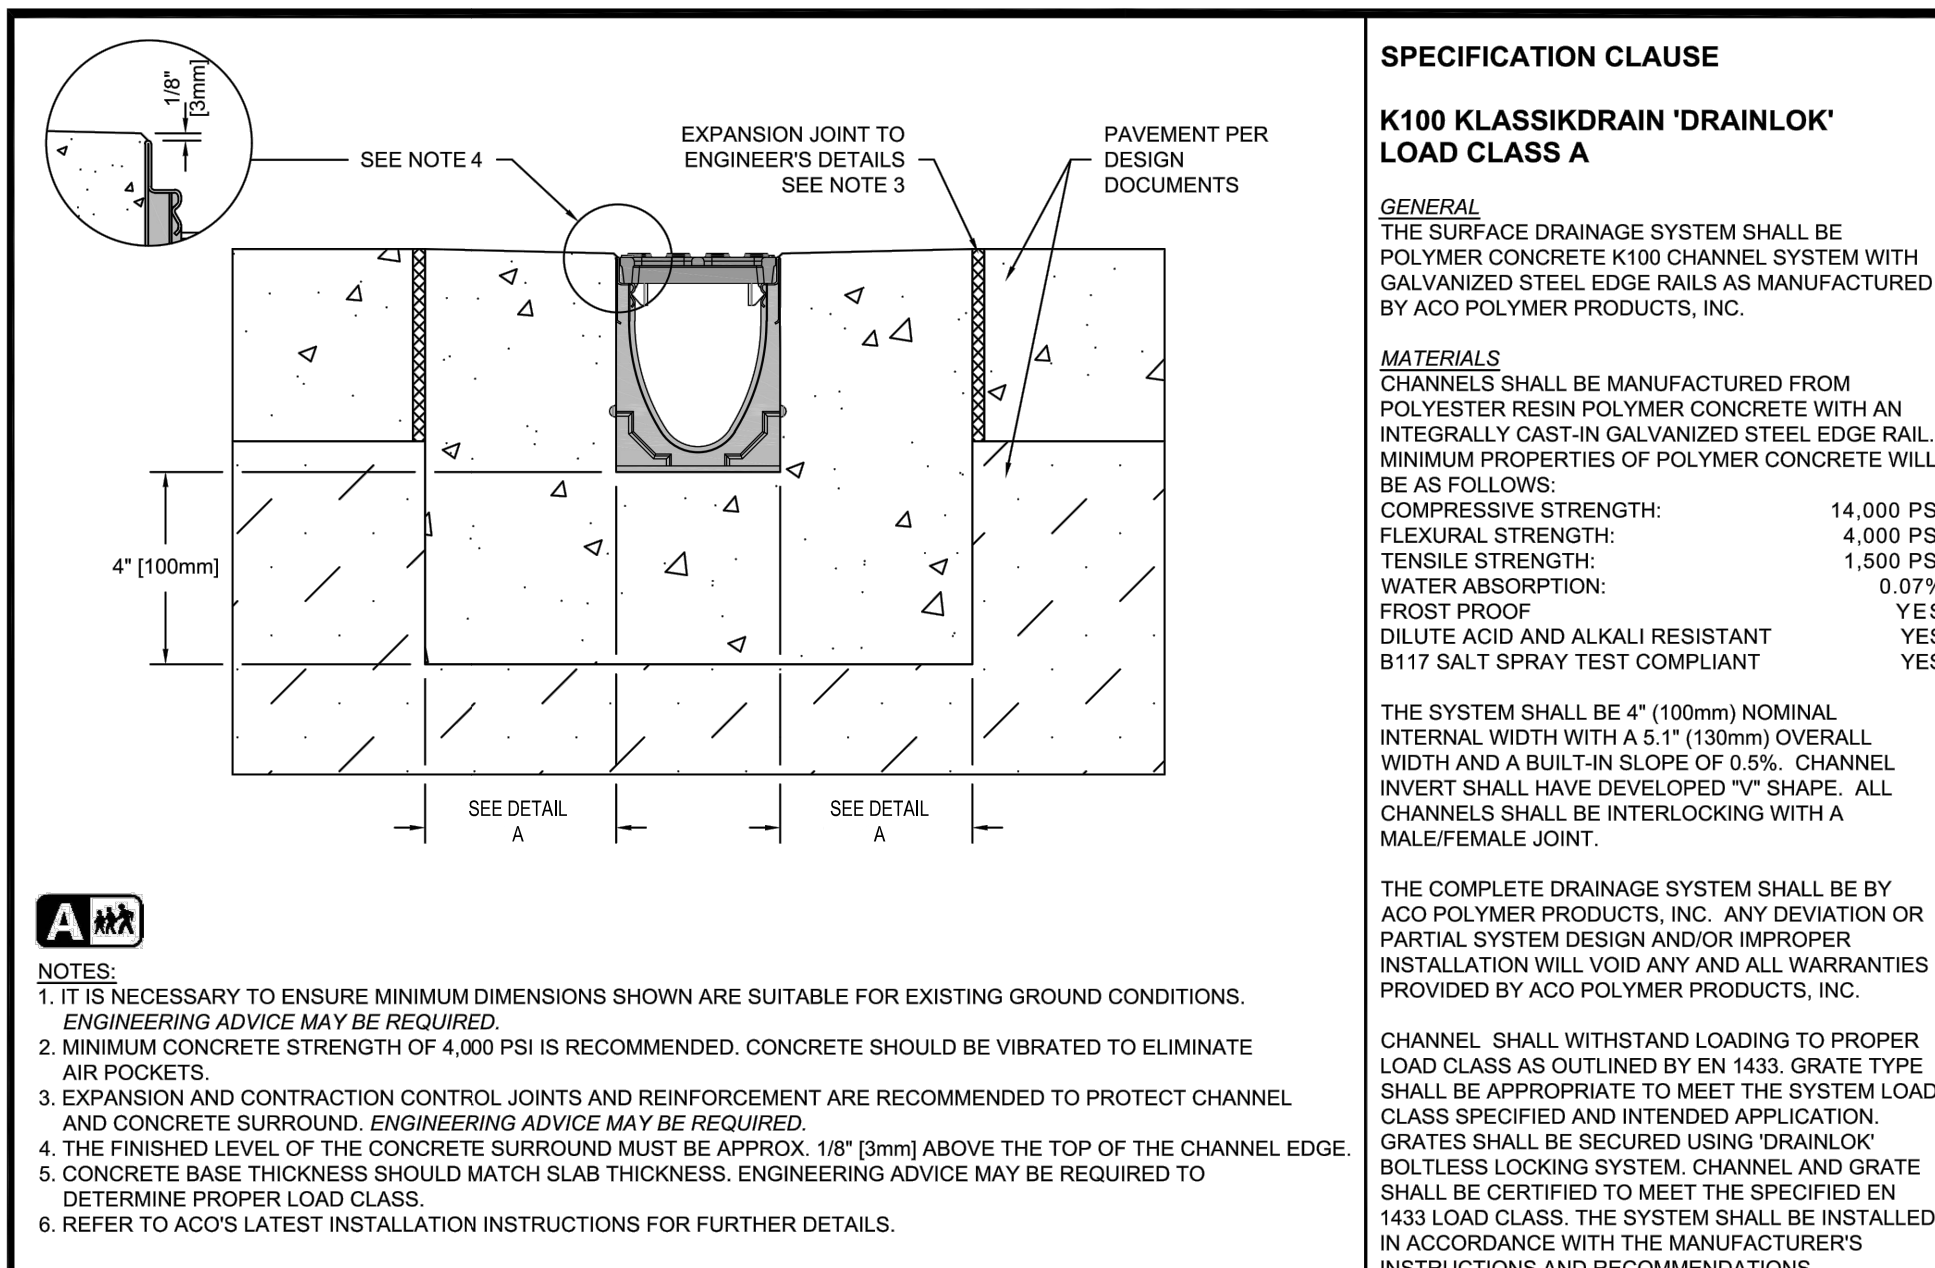 1/8"
[3mm]
SEE NOTE 4
EXPANSION JOINT TO
ENGINEER'S DETAILS
SEE NOTE 3
PAVEMENT PER
DESIGN
DOCUMENTS
4" [100mm]
SEE DETAIL
A
SEE DETAIL
A
A
NOTES:
1. IT IS NECESSARY TO ENSURE MINIMUM DIMENSIONS SHOWN ARE SUITABLE FOR EXISTING GROUND CONDITIONS.
ENGINEERING ADVICE MAY BE REQUIRED.
2. MINIMUM CONCRETE STRENGTH OF 4,000 PSI IS RECOMMENDED. CONCRETE SHOULD BE VIBRATED TO ELIMINATE
AIR POCKETS.
3. EXPANSION AND CONTRACTION CONTROL JOINTS AND REINFORCEMENT ARE RECOMMENDED TO PROTECT CHANNEL
AND CONCRETE SURROUND. ENGINEERING ADVICE MAY BE REQUIRED.
4. THE FINISHED LEVEL OF THE CONCRETE SURROUND MUST BE APPROX. 1/8" [3mm] ABOVE THE TOP OF THE CHANNEL EDGE.
5. CONCRETE BASE THICKNESS SHOULD MATCH SLAB THICKNESS. ENGINEERING ADVICE MAY BE REQUIRED TO
DETERMINE PROPER LOAD CLASS.
6. REFER TO ACO'S LATEST INSTALLATION INSTRUCTIONS FOR FURTHER DETAILS.
SPECIFICATION CLAUSE
K100 KLASSIKDRAIN 'DRAINLOK'
LOAD CLASS A
GENERAL
THE SURFACE DRAINAGE SYSTEM SHALL BE
POLYMER CONCRETE K100 CHANNEL SYSTEM WITH
GALVANIZED STEEL EDGE RAILS AS MANUFACTURED
BY ACO POLYMER PRODUCTS, INC.
MATERIALS
CHANNELS SHALL BE MANUFACTURED FROM
POLYESTER RESIN POLYMER CONCRETE WITH AN
INTEGRALLY CAST-IN GALVANIZED STEEL EDGE RAIL.
MINIMUM PROPERTIES OF POLYMER CONCRETE WILL
BE AS FOLLOWS:
COMPRESSIVE STRENGTH: 14,000 PS
FLEXURAL STRENGTH: 4,000 PS
TENSILE STRENGTH: 1,500 PS
WATER ABSORPTION: 0.07%
FROST PROOF YES
DILUTE ACID AND ALKALI RESISTANT YES
B117 SALT SPRAY TEST COMPLIANT YES
THE SYSTEM SHALL BE 4" (100mm) NOMINAL
INTERNAL WIDTH WITH A 5.1" (130mm) OVERALL
WIDTH AND A BUILT-IN SLOPE OF 0.5%. CHANNEL
INVERT SHALL HAVE DEVELOPED "V" SHAPE. ALL
CHANNELS SHALL BE INTERLOCKING WITH A
MALE/FEMALE JOINT.
THE COMPLETE DRAINAGE SYSTEM SHALL BE BY
ACO POLYMER PRODUCTS, INC. ANY DEVIATION OR
PARTIAL SYSTEM DESIGN AND/OR IMPROPER
INSTALLATION WILL VOID ANY AND ALL WARRANTIES
PROVIDED BY ACO POLYMER PRODUCTS, INC.
CHANNEL SHALL WITHSTAND LOADING TO PROPER
LOAD CLASS AS OUTLINED BY EN 1433. GRATE TYPE
SHALL BE APPROPRIATE TO MEET THE SYSTEM LOAD
CLASS SPECIFIED AND INTENDED APPLICATION.
GRATES SHALL BE SECURED USING 'DRAINLOK'
BOLTLESS LOCKING SYSTEM. CHANNEL AND GRATE
SHALL BE CERTIFIED TO MEET THE SPECIFIED EN
1433 LOAD CLASS. THE SYSTEM SHALL BE INSTALLED
IN ACCORDANCE WITH THE MANUFACTURER'S
INSTRUCTIONS AND RECOMMENDATIONS.